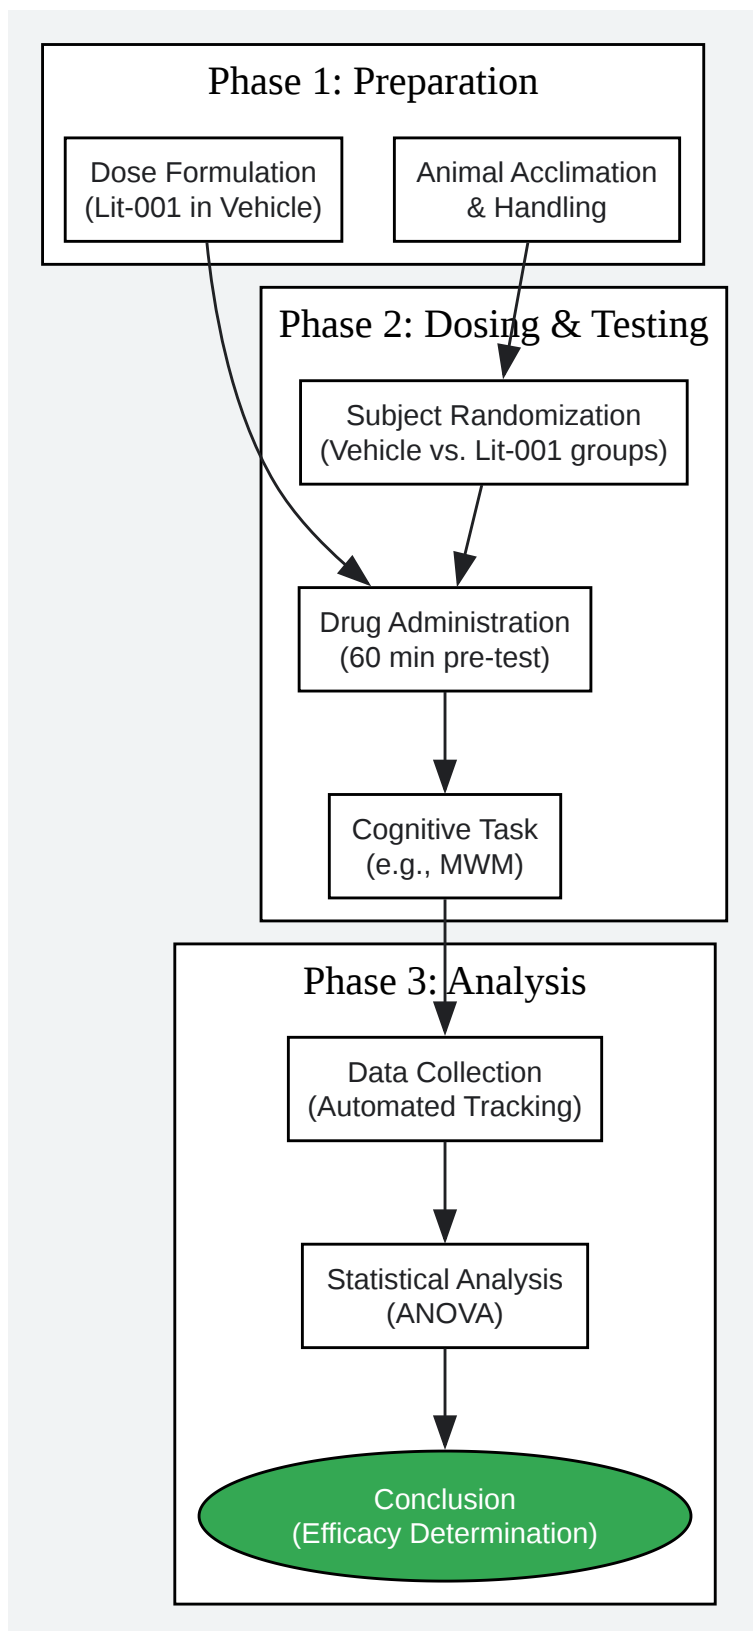 Phase 1: Preparation
Dose Formulation
(Lit-001 in Vehicle)
Animal Acclimation
& Handling
Phase 2: Dosing & Testing
Subject Randomization
(Vehicle vs. Lit-001 groups)
Drug Administration
(60 min pre-test)
Cognitive Task
(e.g., MWM)
Phase 3: Analysis
Data Collection
(Automated Tracking)
Statistical Analysis
(ANOVA)
Conclusion
(Efficacy Determination)